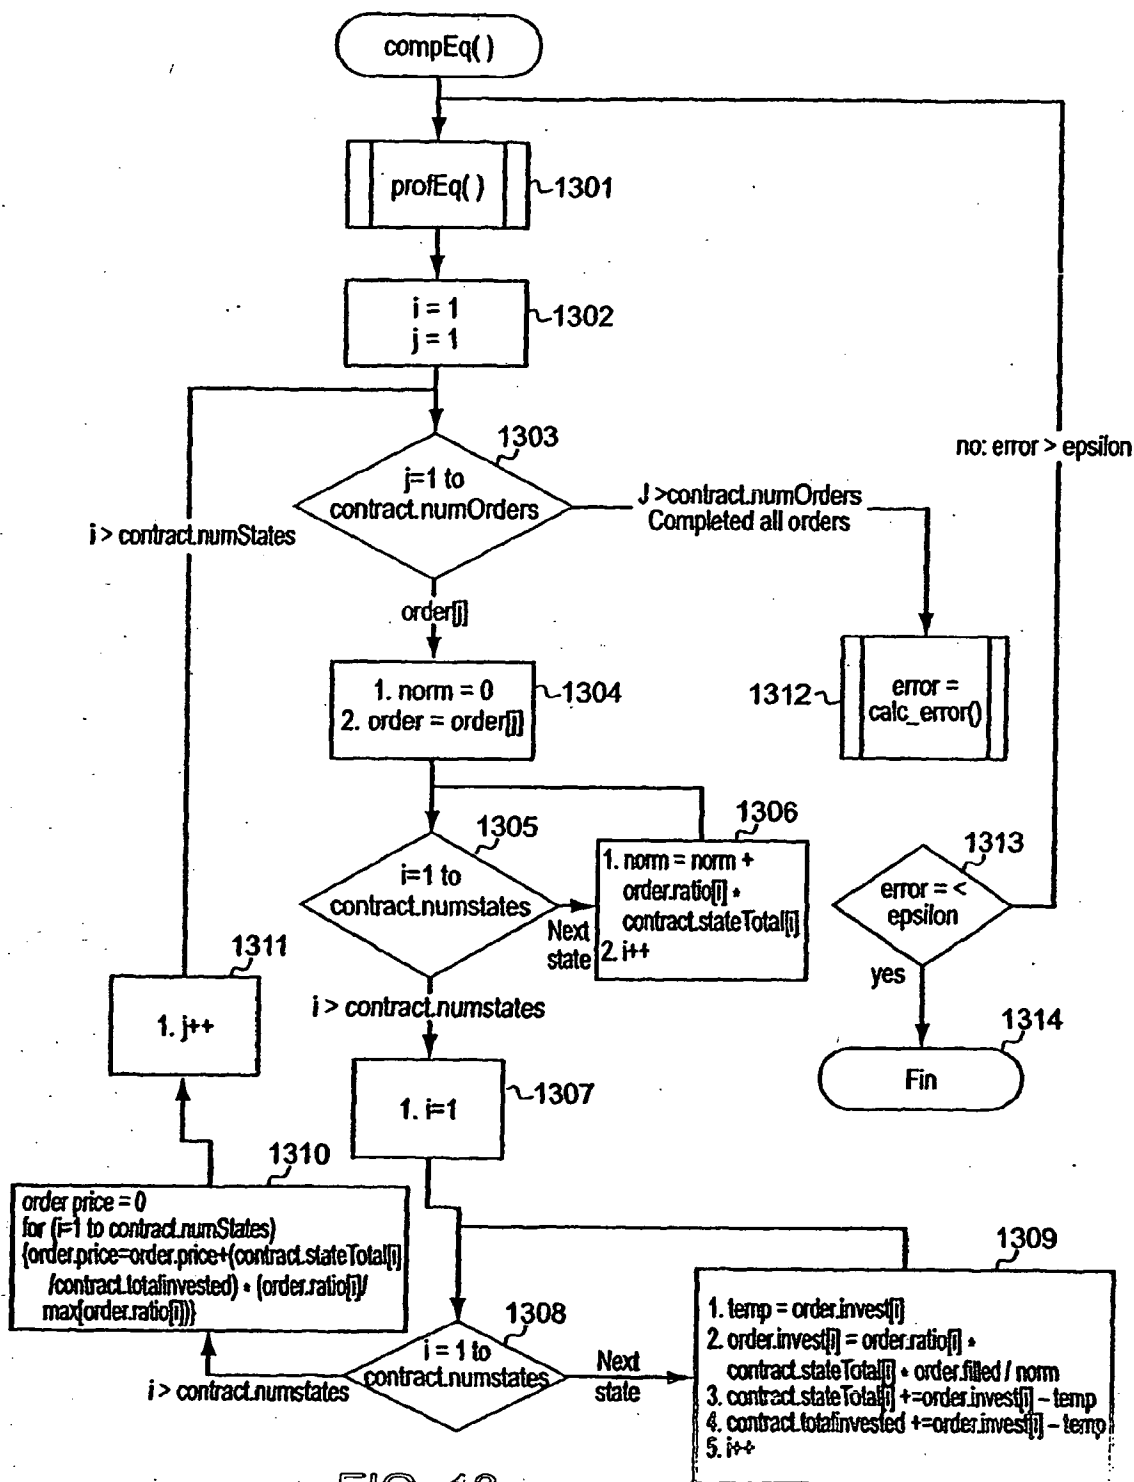 compEq( )
profEq( )
1301
i = 1
j = 1
1302
1303
j=1 to
contract.numOrders
J >contract.numOrders
Completed all orders
no: error > epsilon
i > contract.numStates
order[j]
1. norm = 0
2. order = order[j]
1304
1312
error =
calc_error()
1305
i=1 to
contract.numstates
Next
state
1306
1. norm = norm +
order.ratio[i] *
contract.stateTotal[i]
2. i++
1313
error = <
epsilon
yes
1311
1. j++
i > contract.numstates
1314
Fin
1. i=1
1307
1310
order price = 0
for (i=1 to contract.numStates)
{order.price=order.price+(contract.stateTotal[i]
/contract.totalinvested) * (order.ratio[i]/
max[order.ratio[i])}
1308
i = 1 to
contract.numstates
i > contract.numstates
Next
state
1309
1. temp = order.invest[i]
2. order.invest[i] = order.ratio[i] *
contract.stateTotal[i] * order.filled / norm
3. contract.stateTotal[i] +=order.invest[i] – temp
4. contract.totalinvested +=order.invest[i] – temp
5. i++